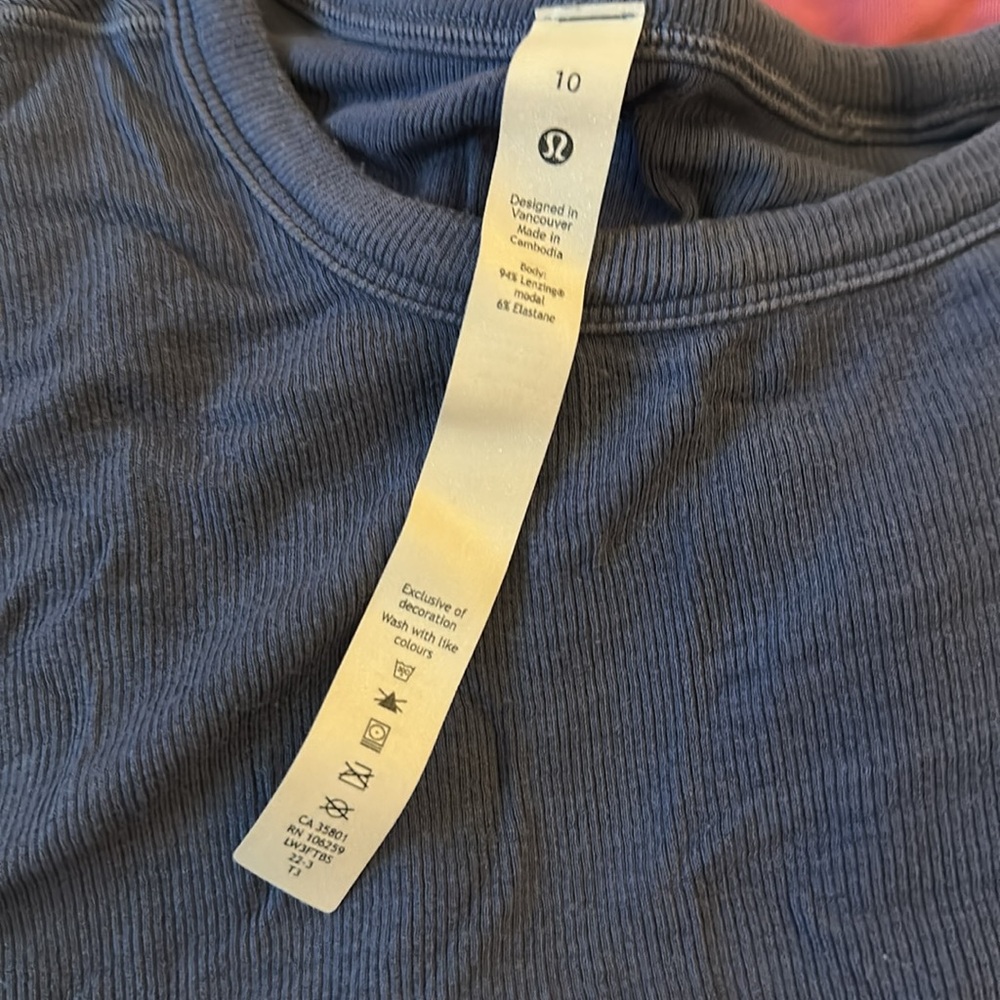 10
Designed in
Vancouver
Made in
Cambodia
Body:
94% Lenzing®
modal
6% Elastane
Exclusive of
decoration
Wash with like
colours
CA 35801
RN 106259
LW3FTBS
22-3
T3